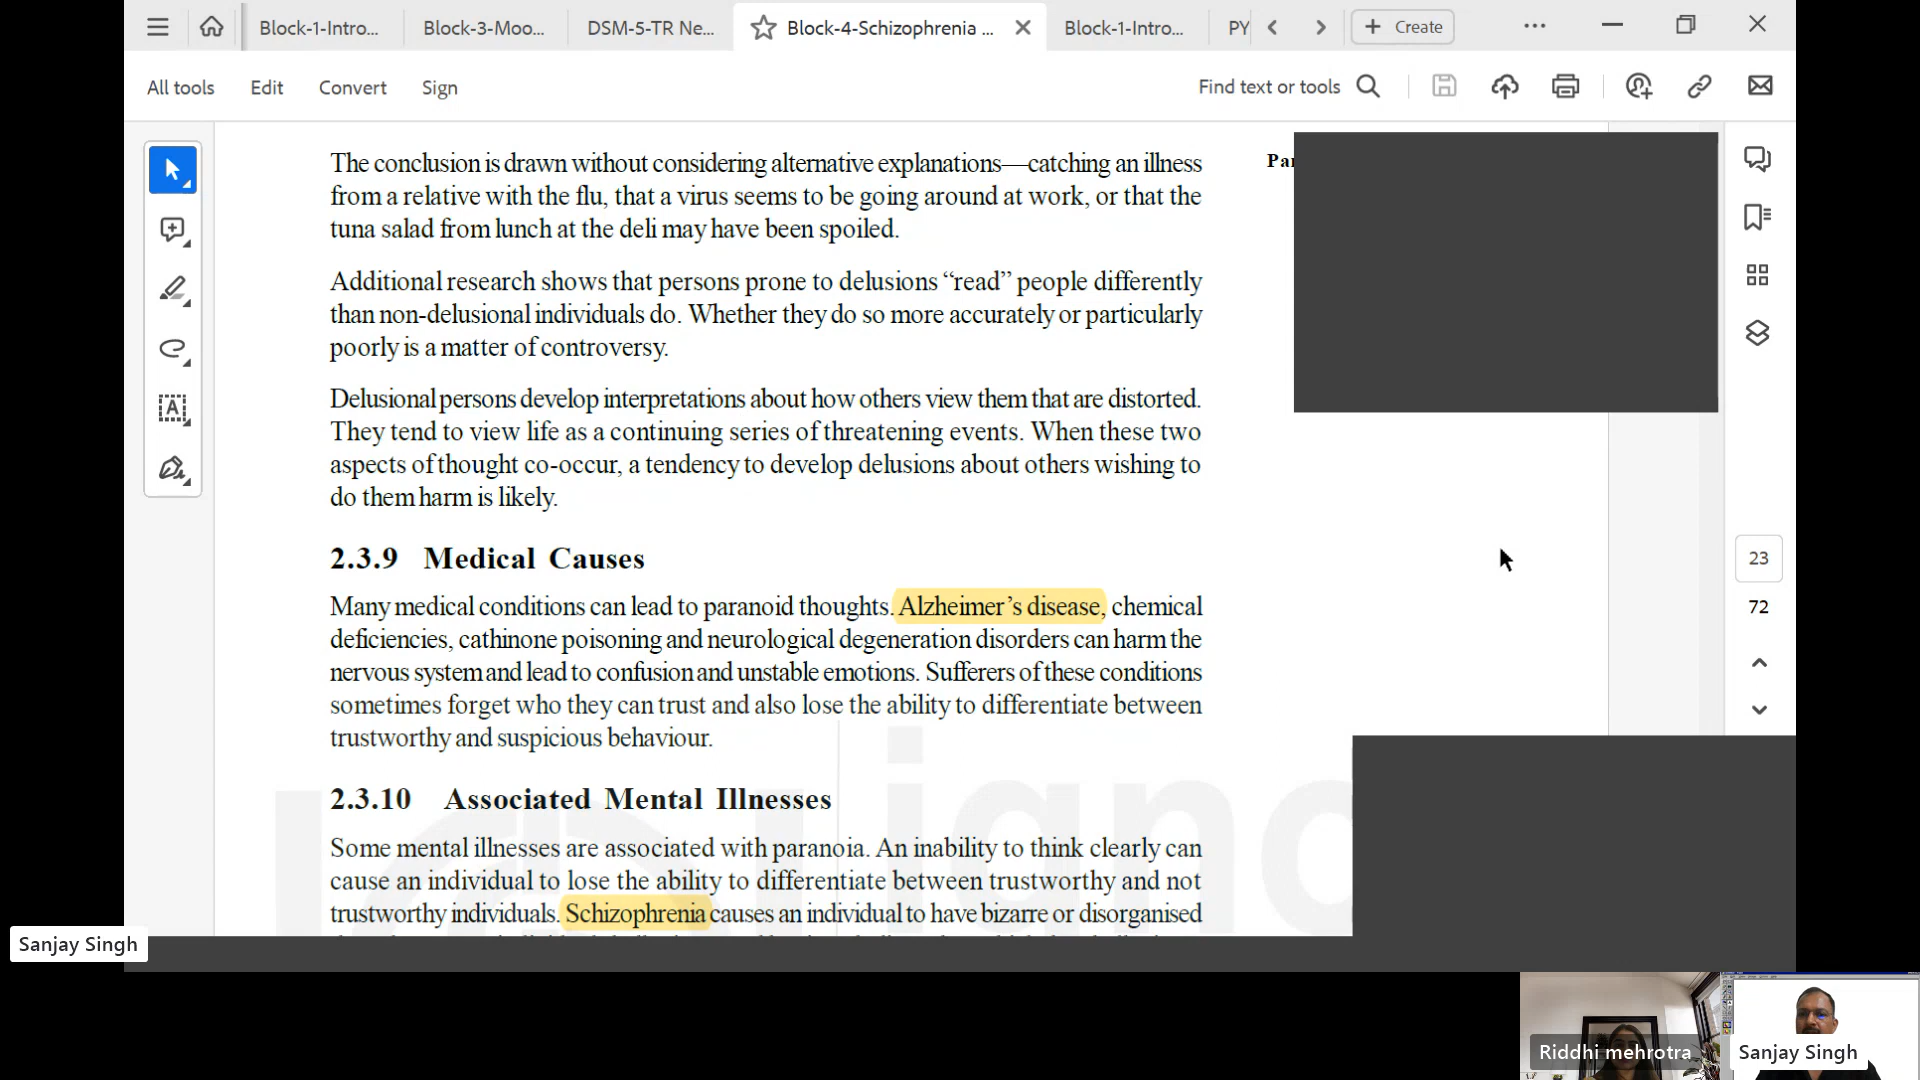 Block-1-Intro...
Block-3-Moo...
DSM-5-TR Ne...
Block-4-Schizophrenia ...
Block-1-Intro...
PY
Create
All tools
Edit
Convert
Sign
Find text or tools
The conclusion is drawn without considering alternative explanations—catching an illness
from a relative with the flu, that a virus seems to be going around at work, or that the
tuna salad from lunch at the deli may have been spoiled.
Par
Additional research shows that persons prone to delusions “read” people differently
than non-delusional individuals do. Whether they do so more accurately or particularly
poorly is a matter of controversy.
Delusional persons develop interpretations about how others view them that are distorted.
They tend to view life as a continuing series of threatening events. When these two
aspects of thought co-occur, a tendency to develop delusions about others wishing to
do them harm is likely.
2.3.9 Medical Causes
Many medical conditions can lead to paranoid thoughts. Alzheimer’s disease, chemical
deficiencies, cathinone poisoning and neurological degeneration disorders can harm the
nervous system and lead to confusion and unstable emotions. Sufferers of these conditions
sometimes forget who they can trust and also lose the ability to differentiate between
trustworthy and suspicious behaviour.
23
72
2.3.10 Associated Mental Illnesses
Some mental illnesses are associated with paranoia. An inability to think clearly can
cause an individual to lose the ability to differentiate between trustworthy and not
trustworthy individuals. Schizophrenia causes an individual to have bizarre or disorganised
Sanjay Singh
Riddhi mehrotra
Sanjay Singh